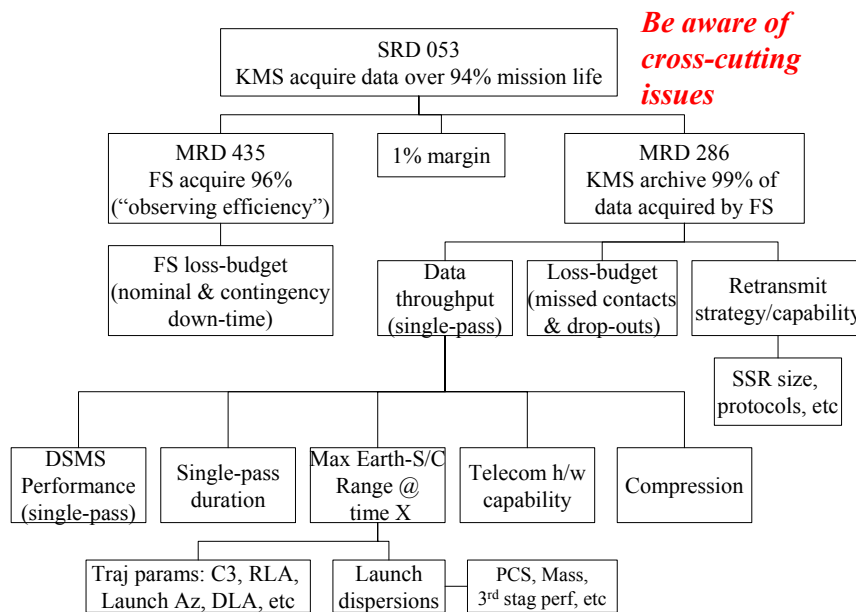 Be aware of
cross-cutting
issues
SRD 053
KMS acquire data over 94% mission life
MRD 435
FS acquire 96%
(“observing efficiency”)
1% margin
MRD 286
KMS archive 99% of
data acquired by FS
FS loss-budget
(nominal & contingency
down-time)
Data
throughput
(single-pass)
Loss-budget
(missed contacts
& drop-outs)
Retransmit
strategy/capability
SSR size,
protocols, etc
DSMS
Performance
(single-pass)
Single-pass
duration
Max Earth-S/C
Range @
time X
Telecom h/w
capability
Compression
Traj params: C3, RLA,
Launch Az, DLA, etc
Launch
dispersions
PCS, Mass,
3rd stag perf, etc